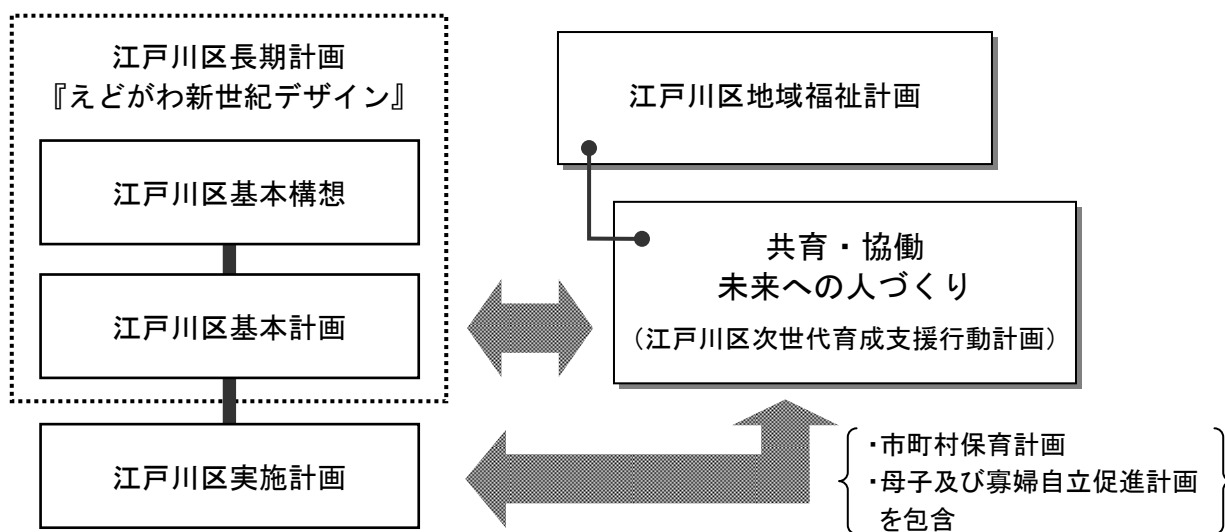 江戸川区長期計画
『えどがわ新世紀デザイン』
江戸川区基本構想
江戸川区基本計画
江戸川区実施計画
江戸川区地域福祉計画
共育・協働
未来への人づくり
(江戸川区次世代育成支援行動計画)
・市町村保育計画
・母子及び寡婦自立促進計画
を包含